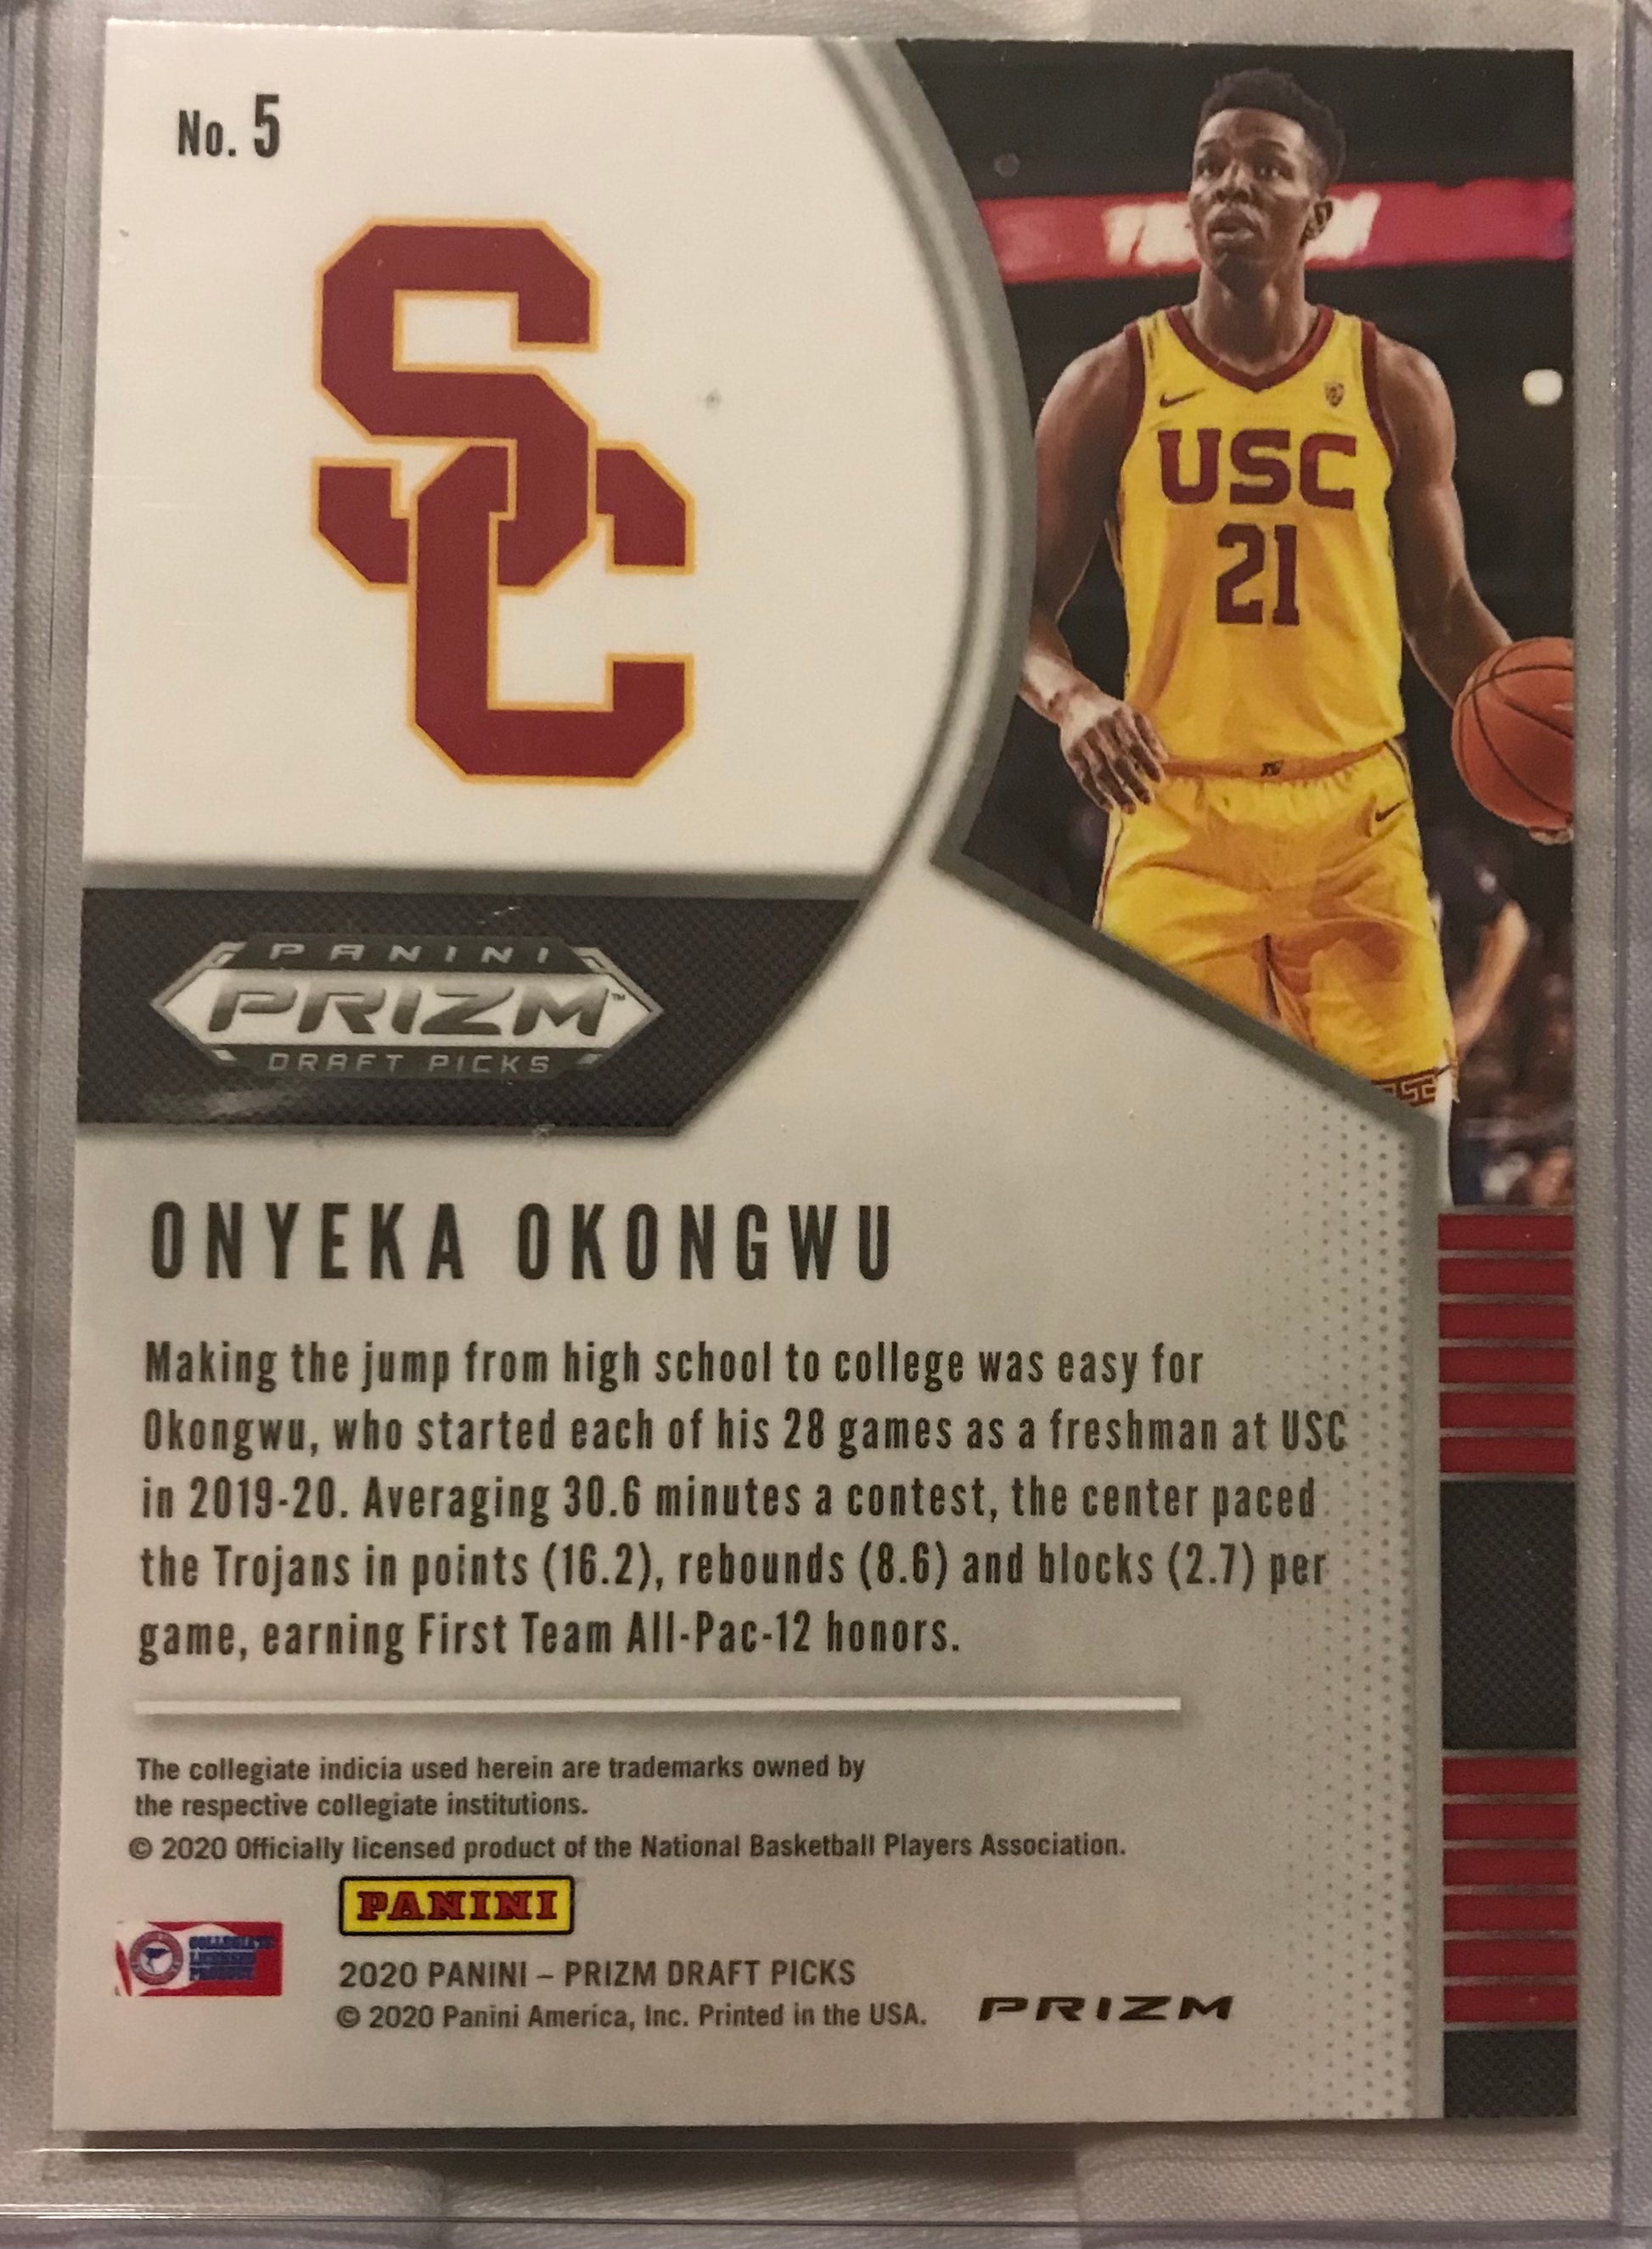 No. 5
SC
USC
21
PANINI
PRIZM™
DRAFT PICKS
SC
ONYEKA OKONGWU
Making the jump from high school to college was easy for
Okongwu, who started each of his 28 games as a freshman at USC
in 2019-20. Averaging 30.6 minutes a contest, the center paced
the Trojans in points (16.2), rebounds (8.6) and blocks (2.7) per
game, earning First Team All-Pac-12 honors.
The collegiate indicia used herein are trademarks owned by
the respective collegiate institutions.
© 2020 Officially licensed product of the National Basketball Players Association.
PANINI
COLLEGIATE
LICENSED
PRODUCT
2020 PANINI – PRIZM DRAFT PICKS
© 2020 Panini America, Inc. Printed in the USA.
PRIZM